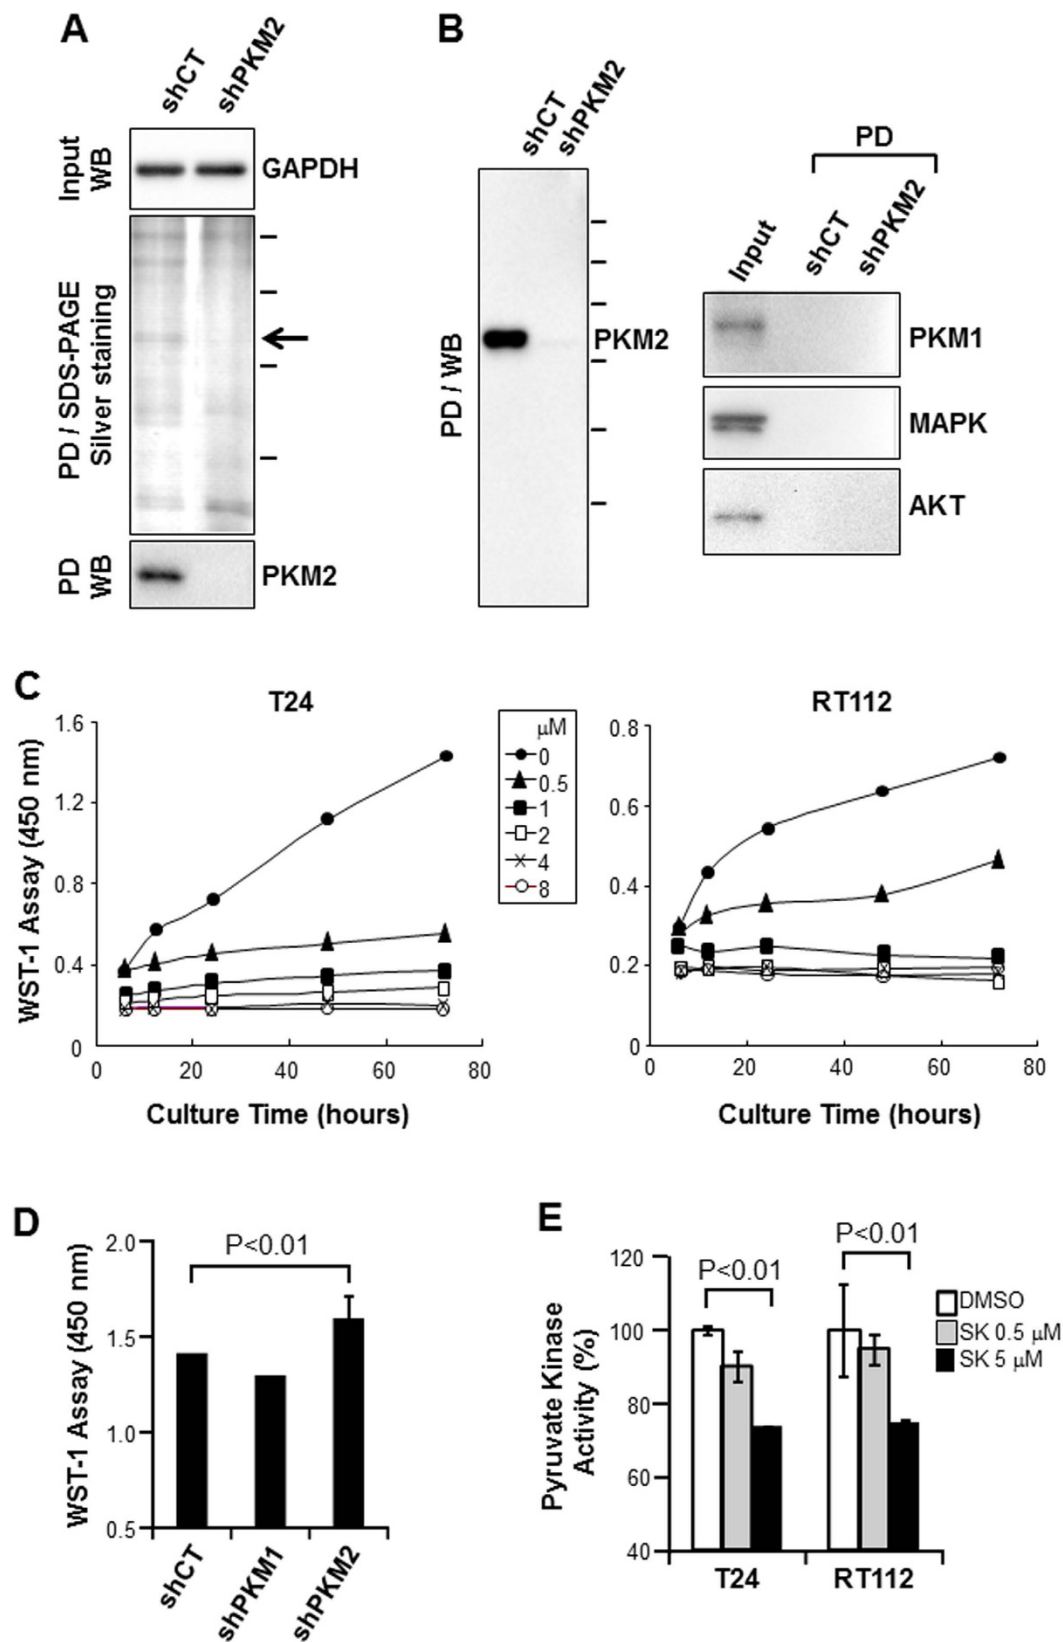 A
shCT
shPKM2
Input
WB
GAPDH
PD / SDS-PAGE
Silver staining
PD
WB
PKM2
B
shCT
shPKM2
PD / WB
PKM2
PD
Input
shCT
shPKM2
PKM1
MAPK
AKT
C
T24
WST-1 Assay (450 nm)
1.6
1.2
0.8
0.4
0
0 20 40 60 80
Culture Time (hours)
μM
0
0.5
1
2
4
8
RT112
0.8
0.6
0.4
0.2
0
0 20 40 60 80
Culture Time (hours)
D
WST-1 Assay (450 nm)
2.0
1.5
1.0
0.5
P<0.01
shCT
shPKM1
shPKM2
E
Pyruvate Kinase
Activity (%)
120
100
80
60
40
P<0.01
P<0.01
DMSO
SK 0.5 μM
SK 5 μM
T24
RT112